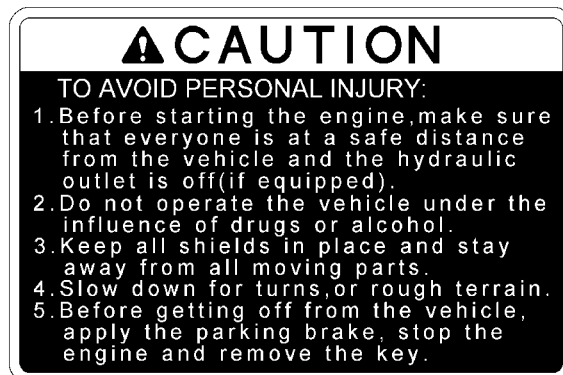 CAUTION
TO AVOID PERSONAL INJURY:
1.Before starting the engine,make sure
that everyone is at a safe distance
from the vehicle and the hydraulic
outlet is off(if equipped).
2.Do not operate the vehicle under the
influence of drugs or alcohol.
3.Keep all shields in place and stay
away from all moving parts.
4.Slow down for turns,or rough terrain.
5.Before getting off from the vehicle,
apply the parking brake, stop the
engine and remove the key.